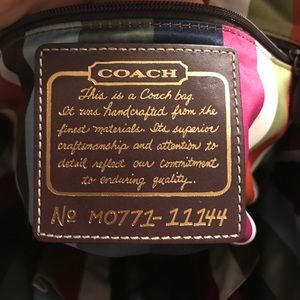 COACH
This is a Coach bag.
It was handcrafted from the
finest materials. Its superior
craftsmanship and attention to
detail reflect our commitment
to enduring quality.
No M0771-11144